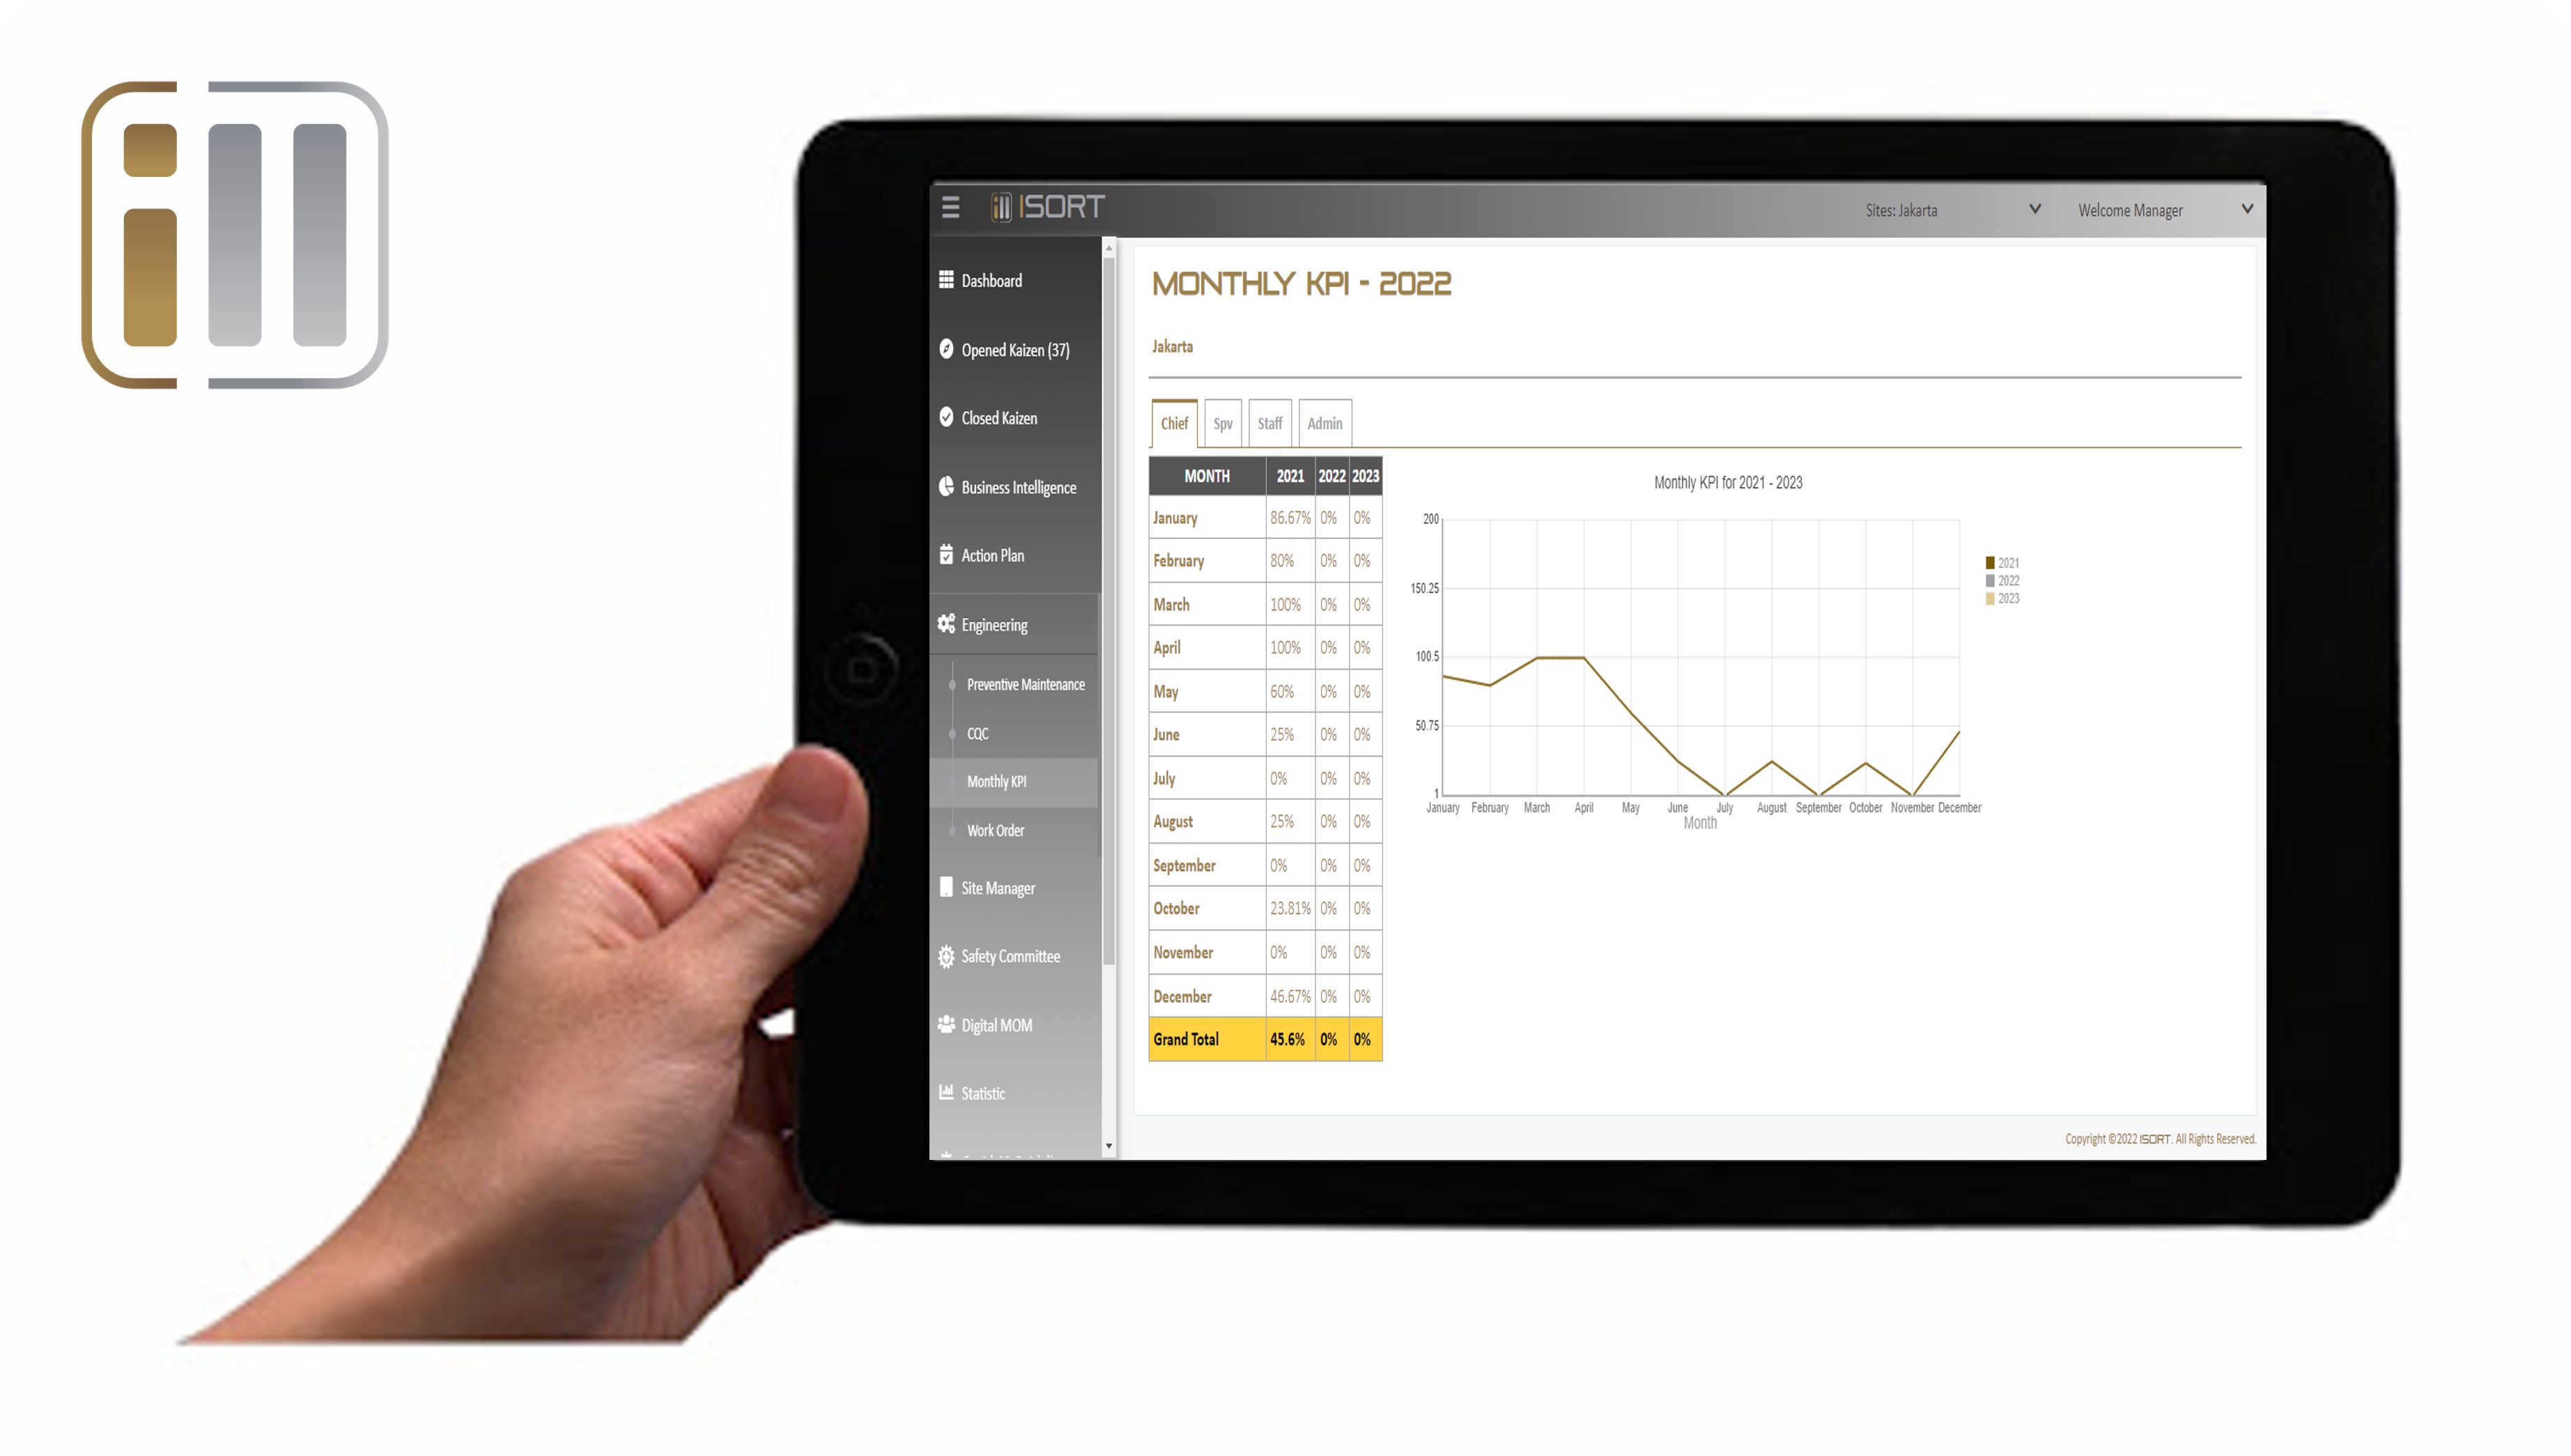 ISORT
Sites: Jakarta
Welcome Manager
Dashboard
Opened Kaizen (37)
Closed Kaizen
Business Intelligence
Action Plan
Engineering
Preventive Maintenance
CQC
Monthly KPI
Work Order
Site Manager
Safety Committee
Digital MOM
Statistic
MONTHLY KPI - 2022
Jakarta
Chief Spv Staff Admin
MONTH 2021 2022 2023
January 86.67% 0% 0%
February 80% 0% 0%
March 100% 0% 0%
April 100% 0% 0%
May 60% 0% 0%
June 25% 0% 0%
July 0% 0% 0%
August 25% 0% 0%
September 0% 0% 0%
October 23.81% 0% 0%
November 0% 0% 0%
December 46.67% 0% 0%
Grand Total 45.6% 0% 0%
Monthly KPI for 2021 - 2023
200
150.25
100.5
50.75
1
January February March April May June July August September October November December
Month
2021
2022
2023
Copyright ©2022 ISORT. All Rights Reserved.